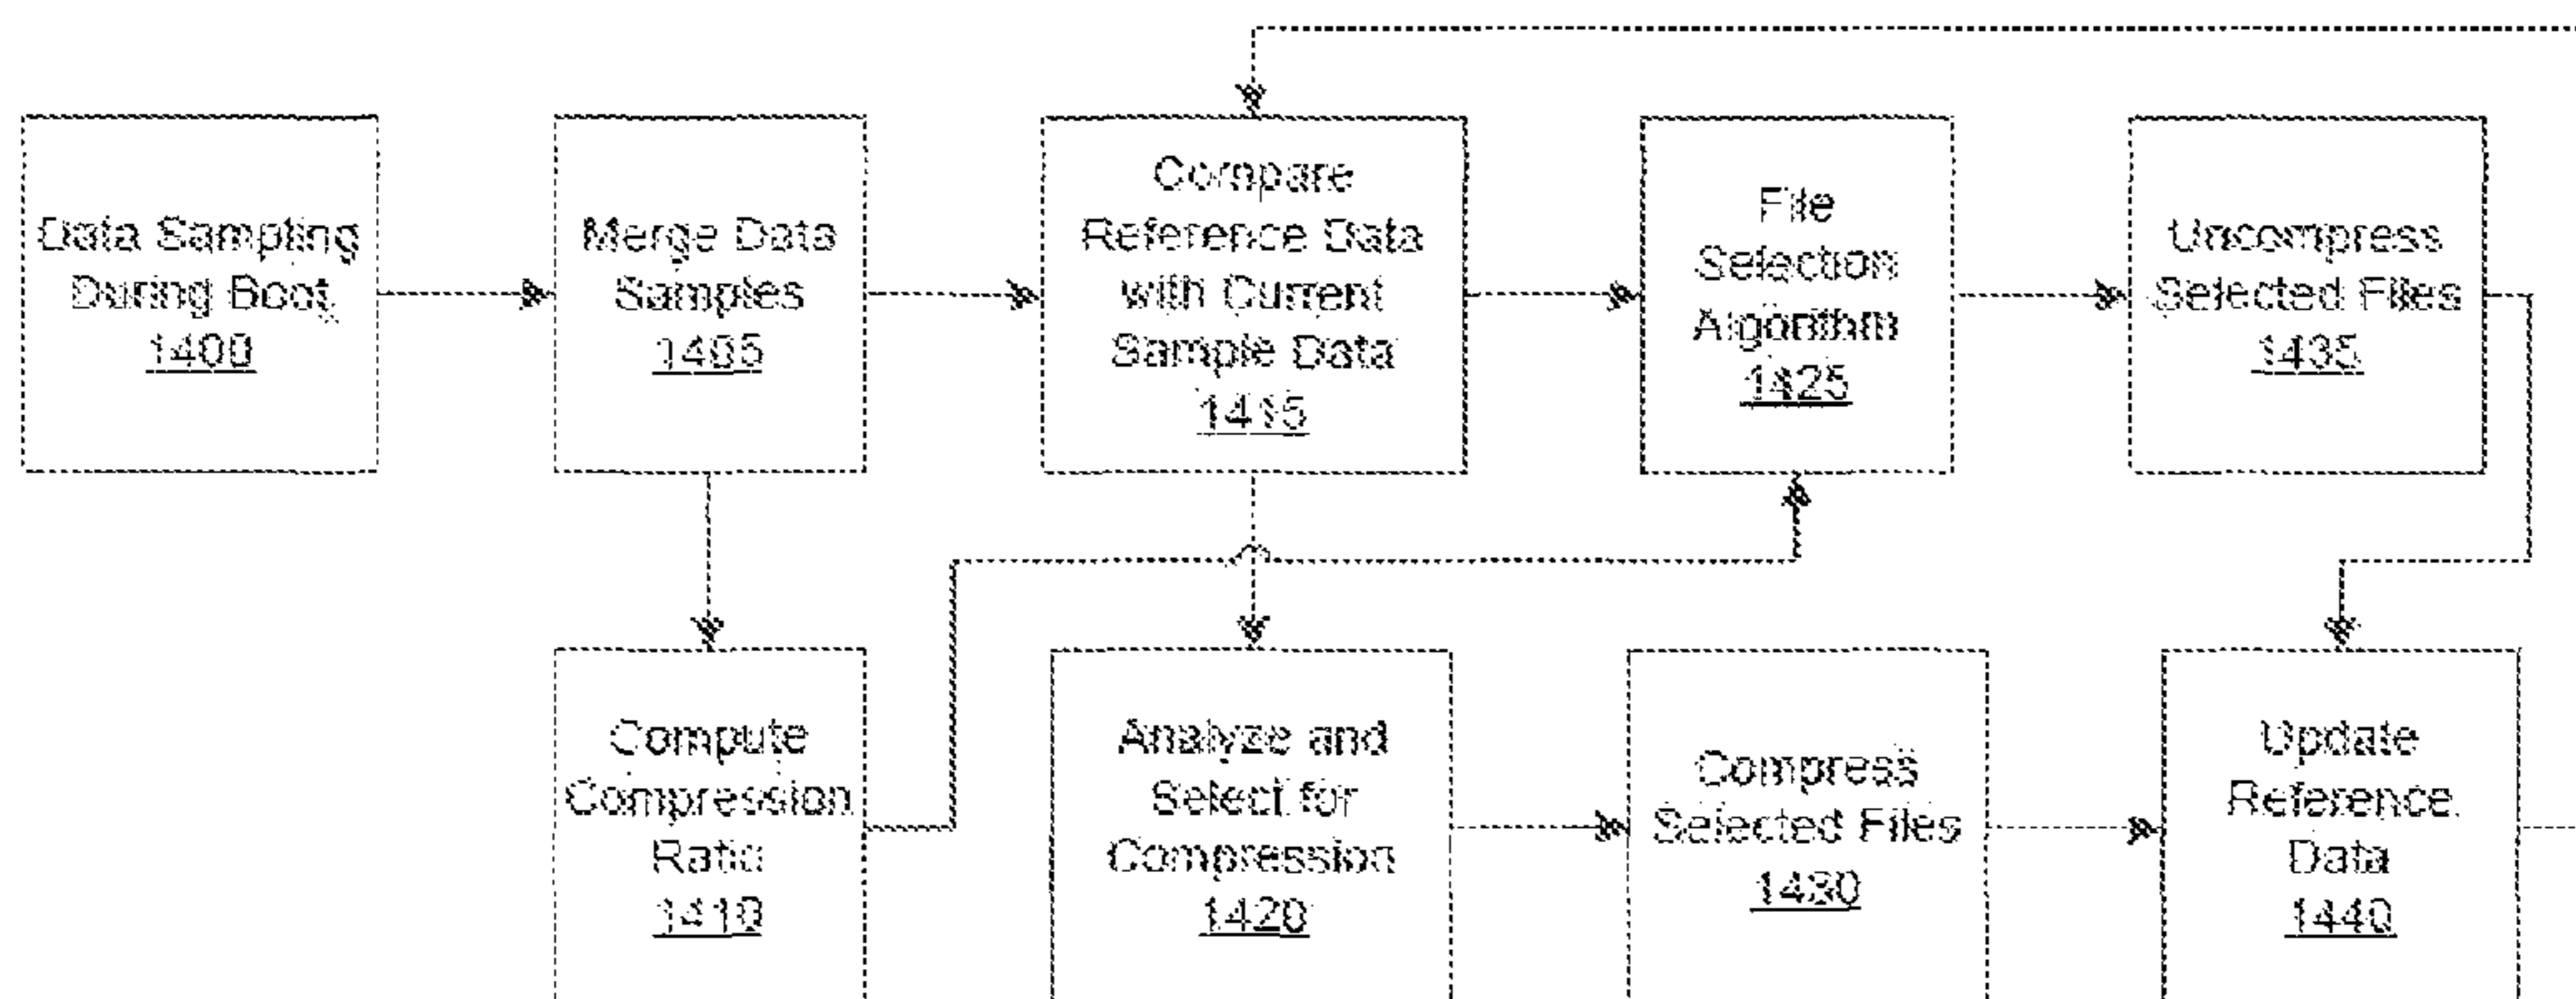 Data Sampling
During Boot
1400
Merge Data
Samples
1405
Compare
Reference Data
with Current
Sample Data
1415
File
Selection
Algorithm
1425
Uncompress
Selected Files
1435
Compute
Compression
Ratio
1410
Analyze and
Select for
Compression
1420
Compress
Selected Files
1430
Update
Reference
Data
1440